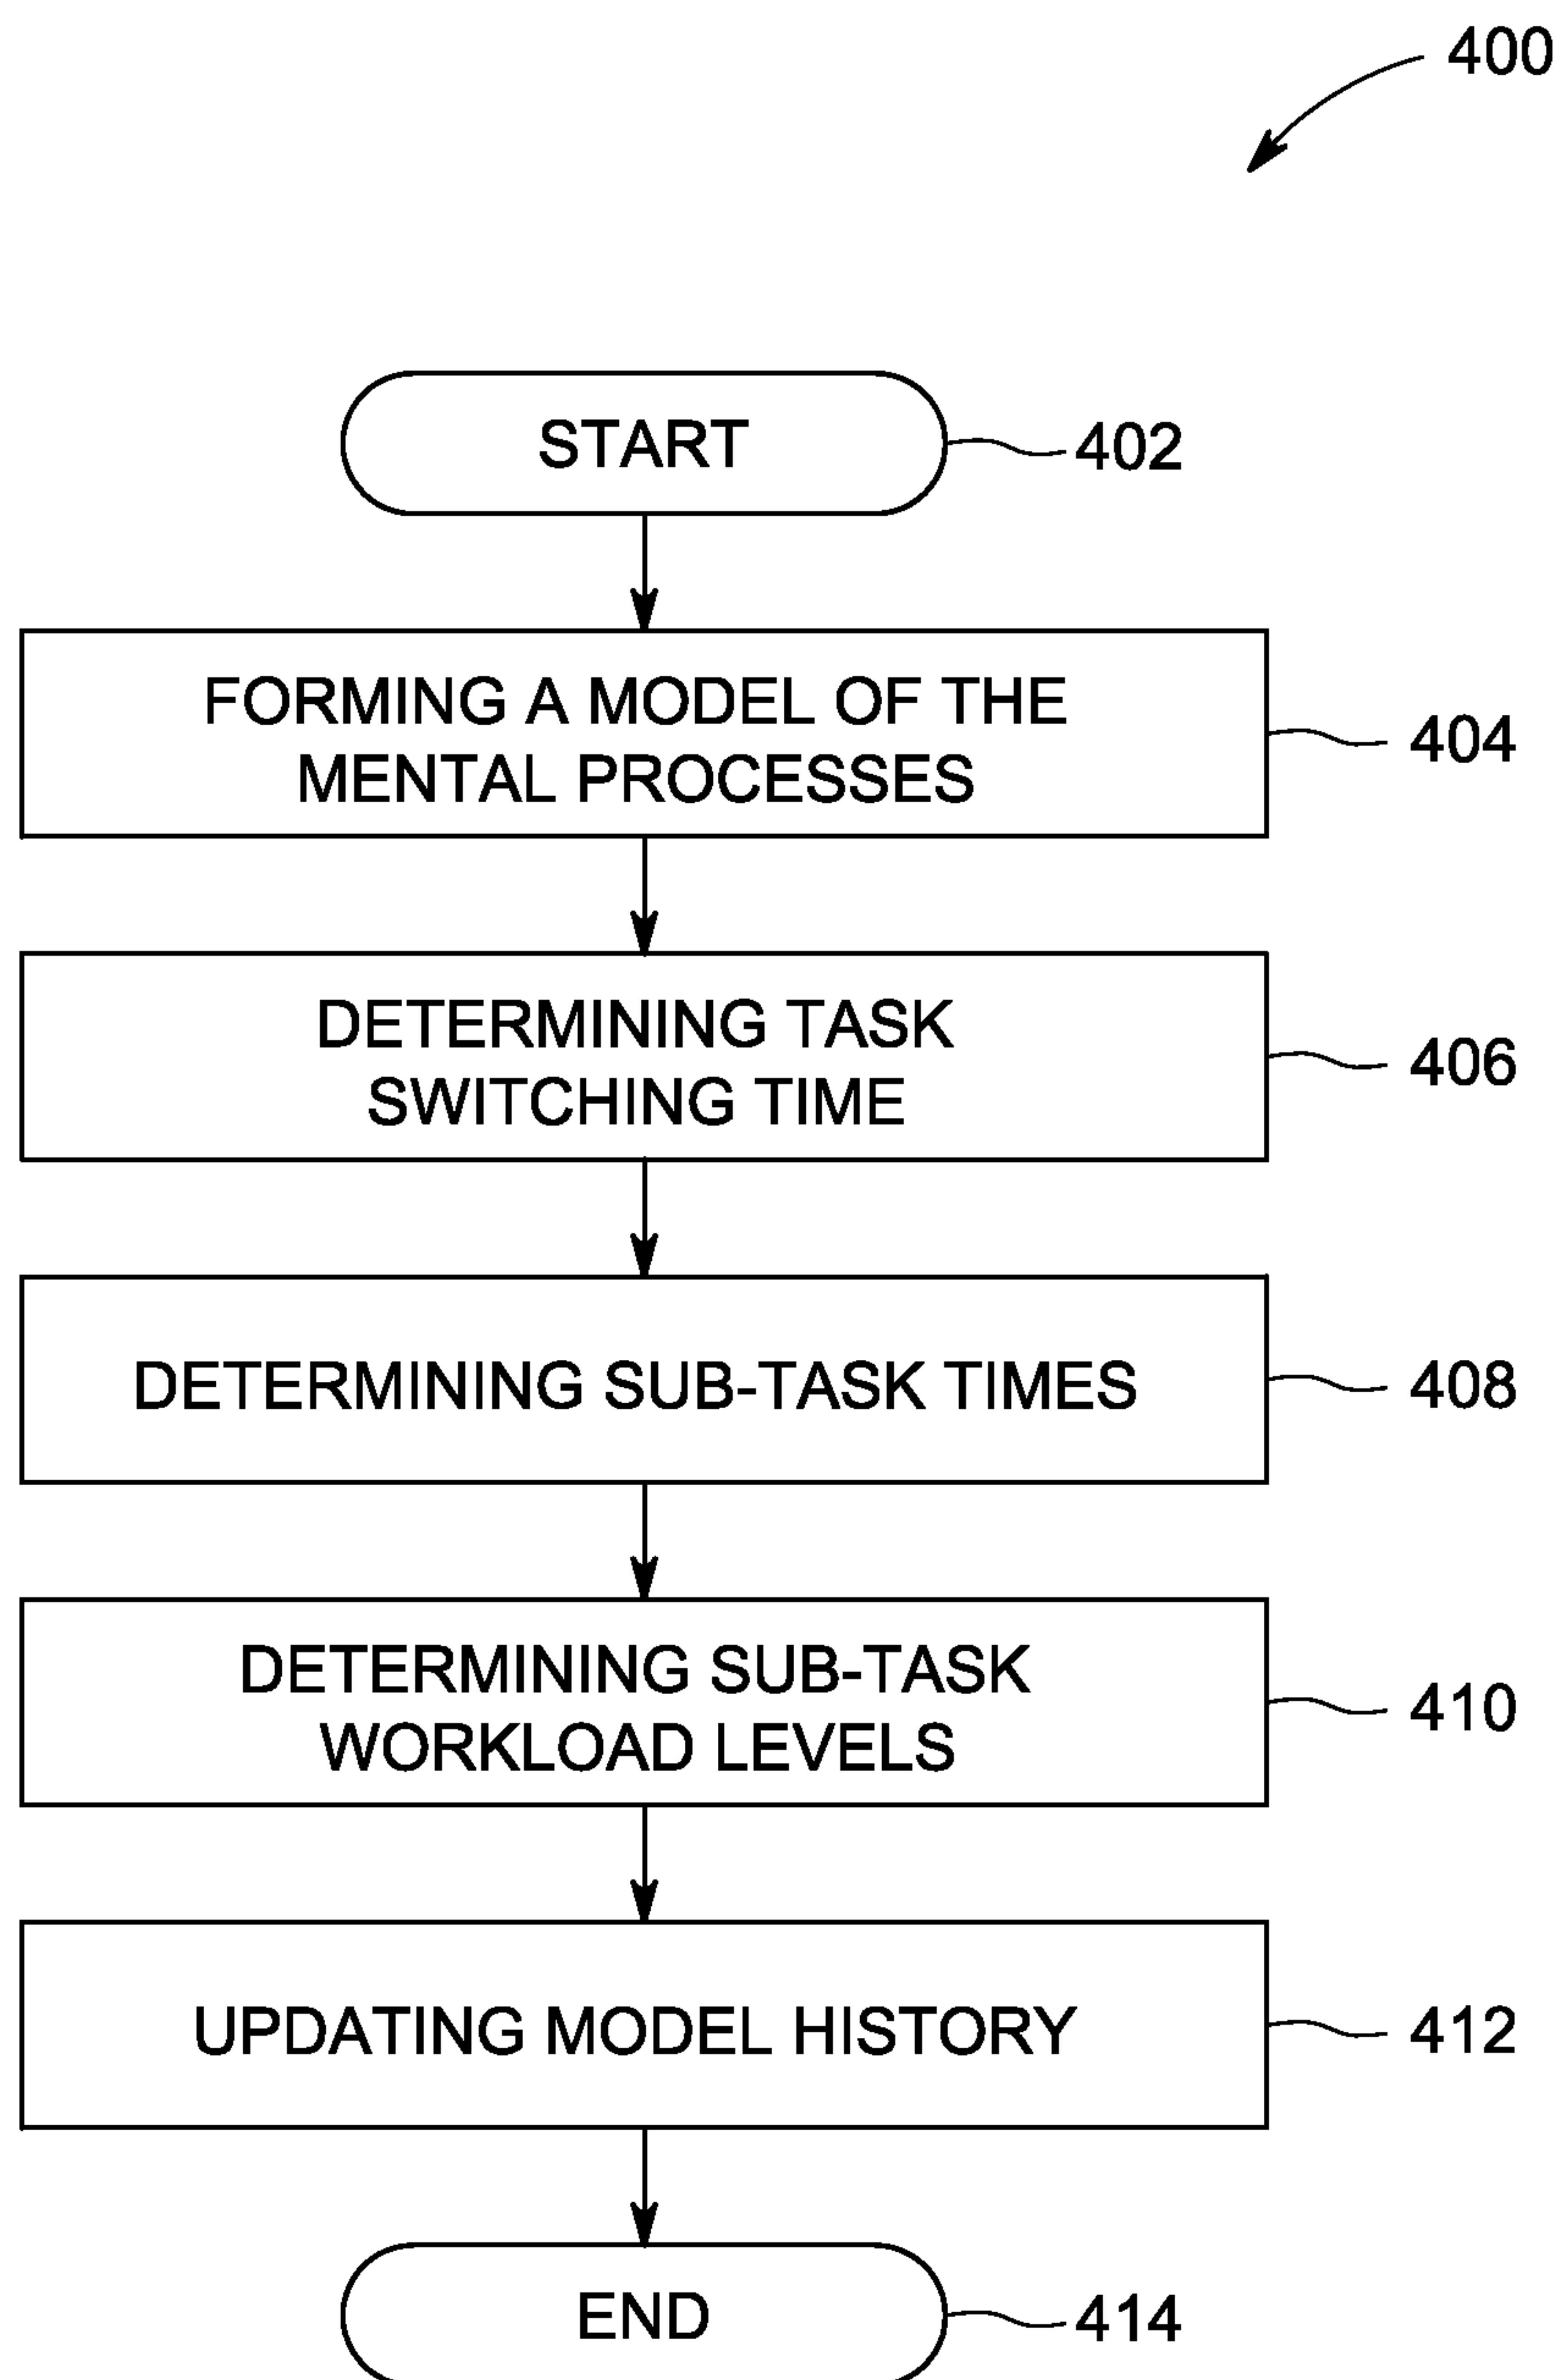 400
START
402
FORMING A MODEL OF THE
MENTAL PROCESSES
404
DETERMINING TASK
SWITCHING TIME
406
DETERMINING SUB-TASK TIMES
408
DETERMINING SUB-TASK
WORKLOAD LEVELS
410
UPDATING MODEL HISTORY
412
END
414